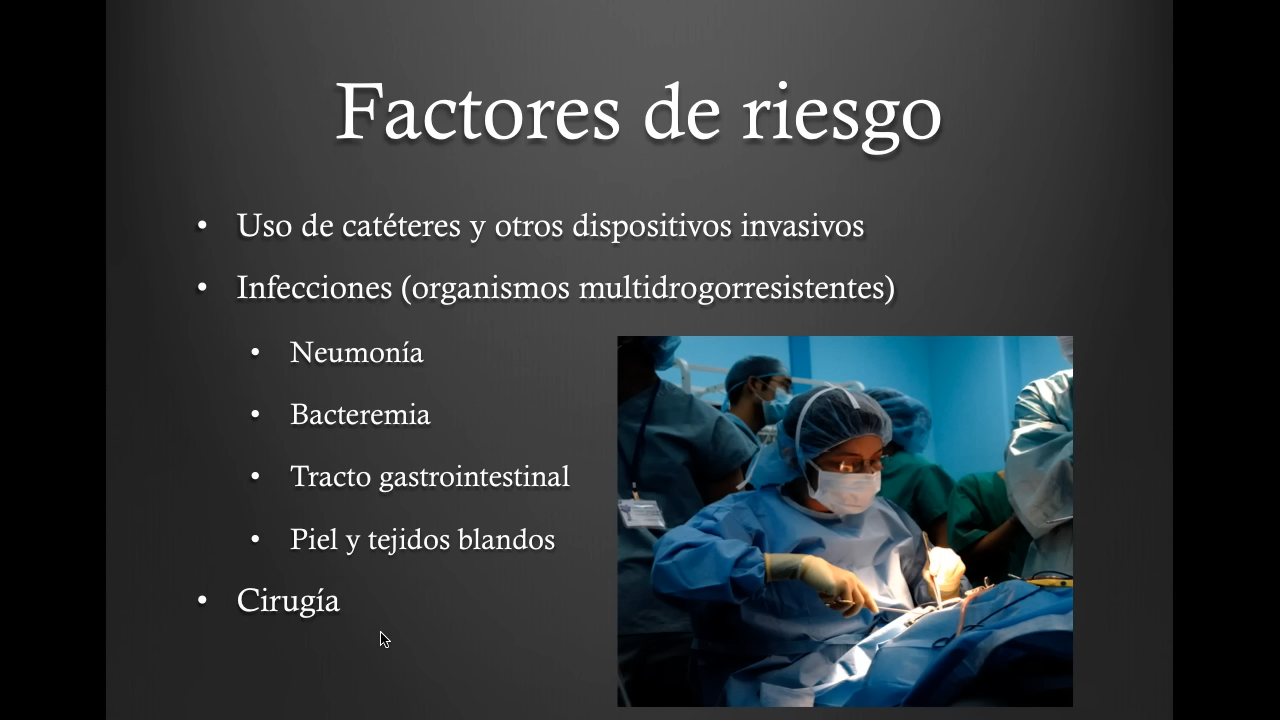 Factores de riesgo
• Uso de catéteres y otros dispositivos invasivos
• Infecciones (organismos multidrogorresistentes)
• Neumonía
• Bacteremia
• Tracto gastrointestinal
• Piel y tejidos blandos
• Cirugía